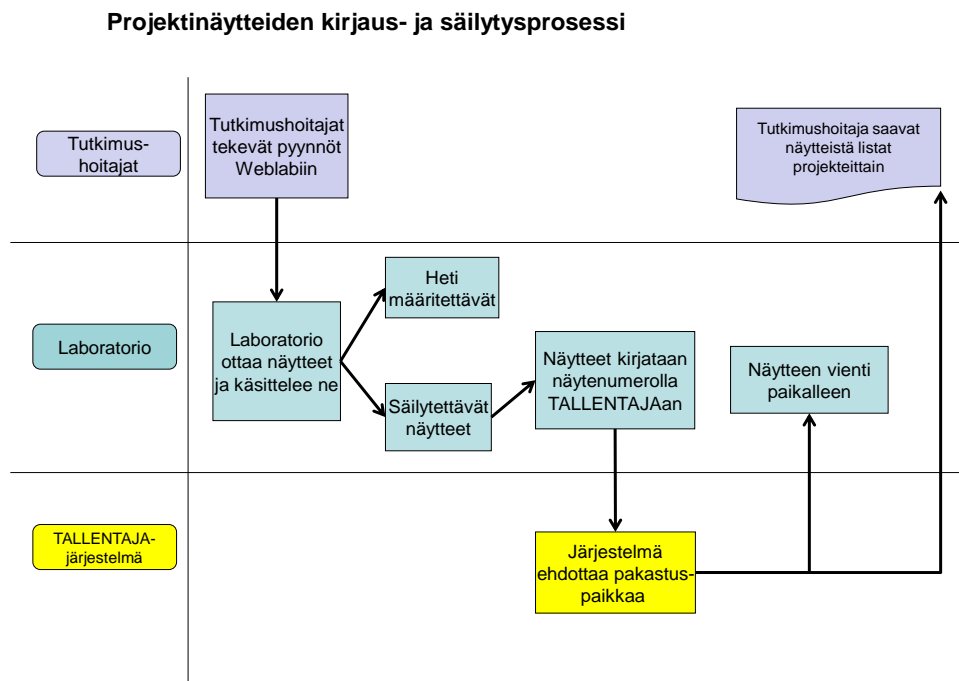 Projektinäytteiden kirjaus- ja säilytysprosessi
Tutkimus-
hoitajat
Tutkimushoitajat
tekevät pyynnöt
Weblabiin
Tutkimushoitaja saavat
näytteistä listat
projekteittain
Laboratorio
Laboratorio
ottaa näytteet
ja käsittelee ne
Heti
määritettävät
Säilytettävät
näytteet
Näytteet kirjataan
näytenumerolla
TALLENTAJAan
Näytteen vienti
paikalleen
TALLENTAJA-
järjestelmä
Järjestelmä
ehdottaa pakastus-
paikkaa